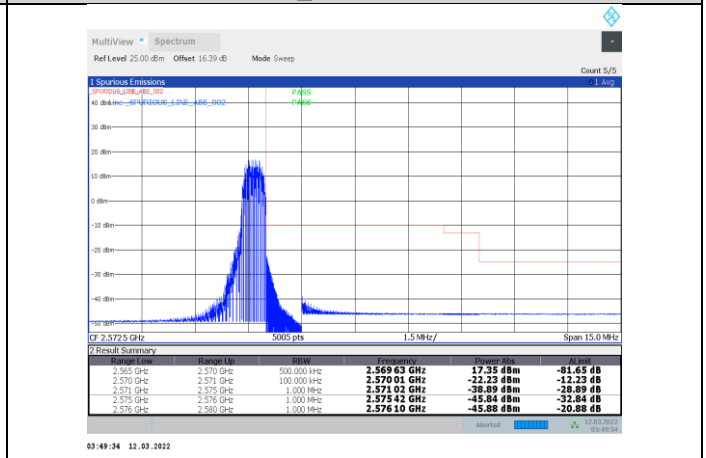 MultiView Spectrum
Ref Level 25.00 dBm Offset 16.39 dB Mode Sweep
Count 5/5
1 Spurious Emissions 1 Avg
_SPURIOUS_LINE_ABS_002 PASS
40 dBm Line _SPURIOUS_LINE_ABS_002 PASS
30 dBm
20 dBm
10 dBm
0 dBm
-10 dBm
-20 dBm
-30 dBm
-40 dBm
-50 dBm
CF 2.5725 GHz 5005 pts 1.5 MHz/ Span 15.0 MHz
2 Result Summary
Range Low Range Up RBW Frequency Power Abs ΔLimit
2.565 GHz 2.570 GHz 500.000 kHz 2.569 63 GHz 17.35 dBm -81.65 dB
2.570 GHz 2.571 GHz 100.000 kHz 2.570 01 GHz -22.23 dBm -12.23 dB
2.571 GHz 2.575 GHz 1.000 MHz 2.571 02 GHz -38.89 dBm -28.89 dB
2.575 GHz 2.576 GHz 1.000 MHz 2.575 42 GHz -45.84 dBm -32.84 dB
2.576 GHz 2.580 GHz 1.000 MHz 2.576 10 GHz -45.88 dBm -20.88 dB
Aborted 12.03.2022
03:49:34
03:49:34 12.03.2022